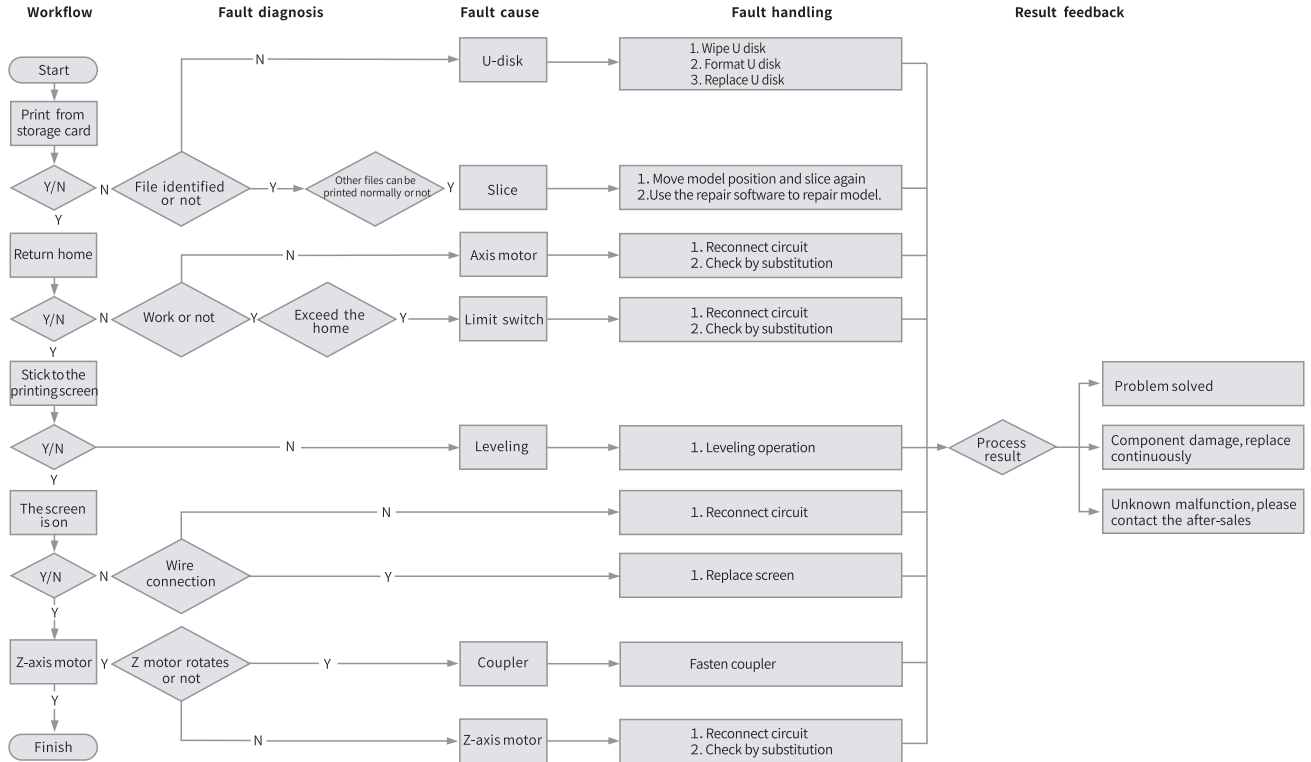 Workflow
Fault diagnosis
Fault cause
Fault handling
Result feedback
Start
N
U-disk
1. Wipe U disk
2. Format U disk
3. Replace U disk
Print from
storage card
Y/N
N
File identified
or not
Y
Other files can be
printed normally or not
Y
Slice
1. Move model position and slice again
2.Use the repair software to repair model.
Y
Return home
N
Axis motor
1. Reconnect circuit
2. Check by substitution
Y/N
N
Work or not
Y
Exceed the
home
Y
Limit switch
1. Reconnect circuit
2. Check by substitution
Y
Stick to the
printing screen
Y/N
N
Leveling
1. Leveling operation
Process
result
Problem solved
Component damage, replace
continuously
Unknown malfunction, please
contact the after-sales
Y
The screen
is on
N
1. Reconnect circuit
Y/N
N
Wire
connection
Y
1. Replace screen
Y
Z-axis motor
Y
Z motor rotates
or not
Y
Coupler
Fasten coupler
Y
Finish
N
Z-axis motor
1. Reconnect circuit
2. Check by substitution